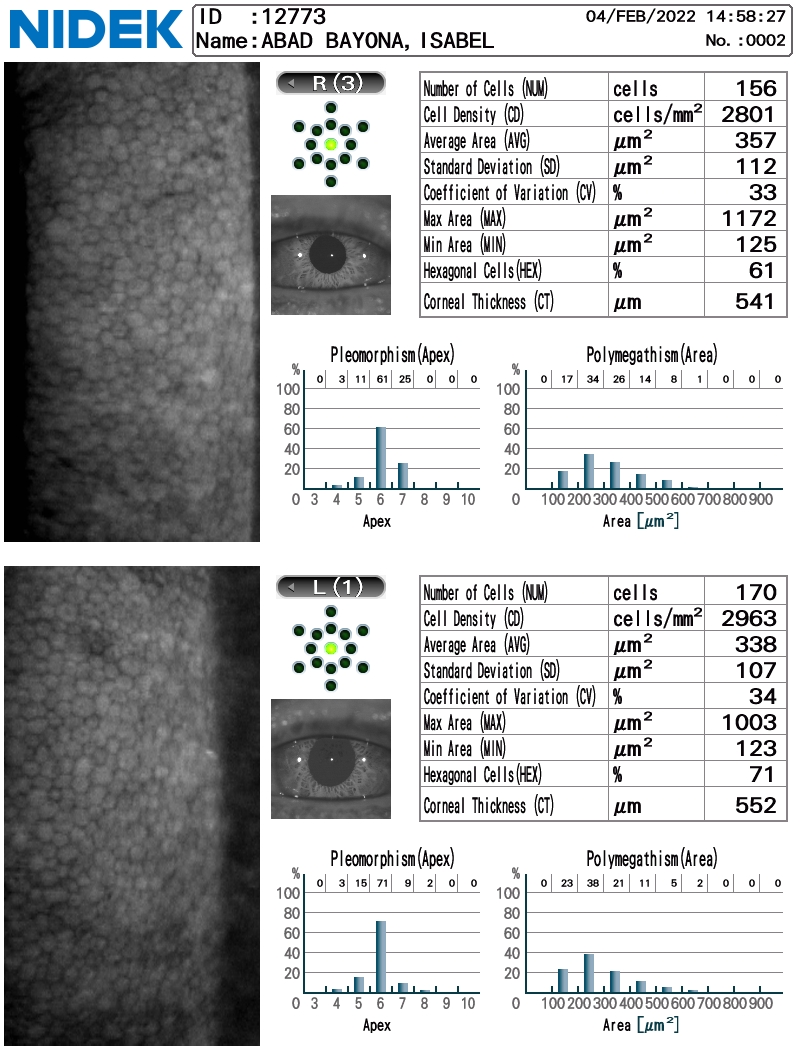 NIDEK
ID :12773 04/FEB/2022 14:58:27
Name:ABAD BAYONA, ISABEL No. :0002
R (3)
Number of Cells (NUM) cells 156
Cell Density (CD) cells/mm² 2801
Average Area (AVG) μm² 357
Standard Deviation (SD) μm² 112
Coefficient of Variation (CV) % 33
Max Area (MAX) μm² 1172
Min Area (MIN) μm² 125
Hexagonal Cells(HEX) % 61
Corneal Thickness (CT) μm 541
Pleomorphism(Apex)
% 0 3 11 61 25 0 0 0
100
80
60
40
20
0 3 4 5 6 7 8 9 10
Apex
Polymegathism(Area)
% 0 17 34 26 14 8 1 0 0 0
100
80
60
40
20
0 100 200 300 400 500 600 700 800 900
Area [μm²]
L (1)
Number of Cells (NUM) cells 170
Cell Density (CD) cells/mm² 2963
Average Area (AVG) μm² 338
Standard Deviation (SD) μm² 107
Coefficient of Variation (CV) % 34
Max Area (MAX) μm² 1003
Min Area (MIN) μm² 123
Hexagonal Cells(HEX) % 71
Corneal Thickness (CT) μm 552
Pleomorphism(Apex)
% 0 3 15 71 9 2 0 0
100
80
60
40
20
0 3 4 5 6 7 8 9 10
Apex
Polymegathism(Area)
% 0 23 38 21 11 5 2 0 0 0
100
80
60
40
20
0 100 200 300 400 500 600 700 800 900
Area [μm²]